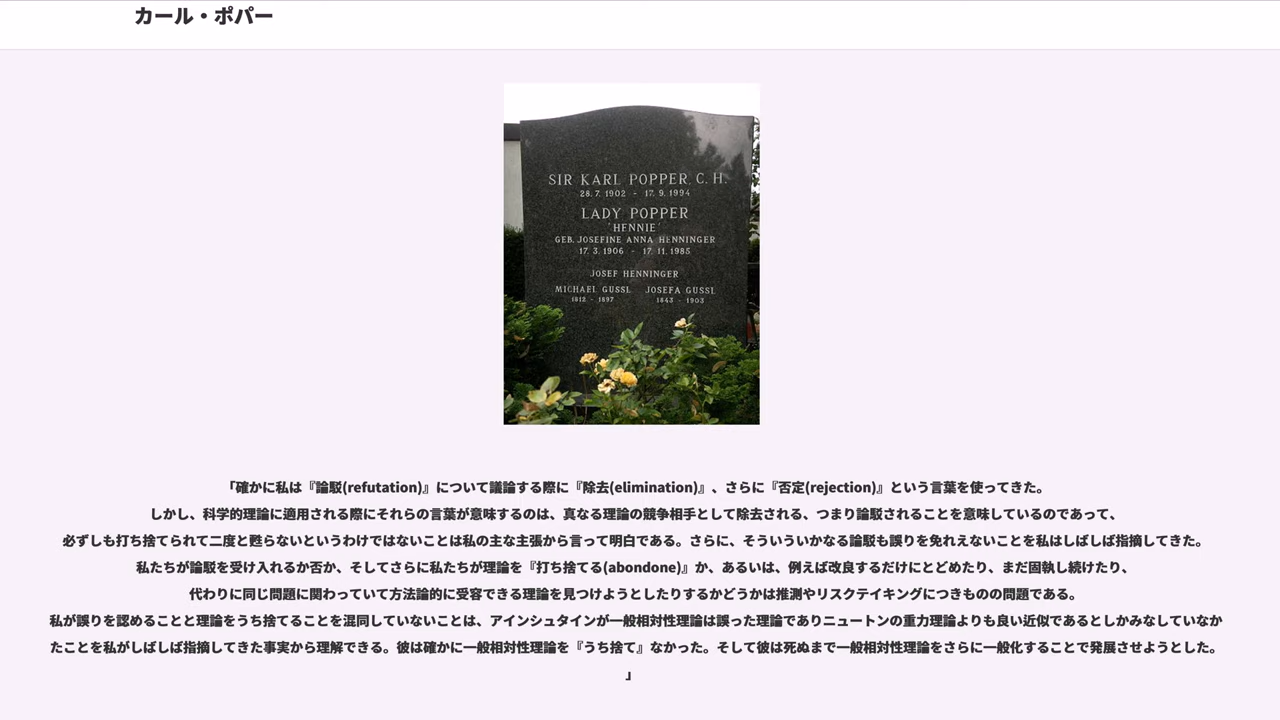 カール・ポパー
SIR KARL POPPER, C. H.
28. 7. 1902 - 17. 9. 1994
LADY POPPER
'HENNIE'
GEB. JOSEFINE ANNA HENNINGER
17. 3. 1906 - 17. 11. 1985
JOSEF HENNINGER
MICHAEL GUSSL JOSEFA GUSSL
1812 - 1897 1843 - 1903
「確かに私は『論駁(refutation)』について議論する際に『除去(elimination)』、さらに『否定(rejection)』という言葉を使ってきた。
しかし、科学的理論に適用される際にそれらの言葉が意味するのは、真なる理論の競争相手として除去される、つまり論駁されることを意味しているのであって、
必ずしも打ち捨てられて二度と甦らないというわけではないことは私の主な主張から言って明白である。さらに、そういういかなる論駁も誤りを免れえないことを私はしばしば指摘してきた。
私たちが論駁を受け入れるか否か、そしてさらに私たちが理論を『打ち捨てる(abondone)』か、あるいは、例えば改良するだけにとどめたり、まだ固執し続けたり、
代わりに同じ問題に関わっていて方法論的に受容できる理論を見つけようとしたりするかどうかは推測やリスクテイキングにつきものの問題である。
私が誤りを認めることと理論をうち捨てることを混同していないことは、アインシュタインが一般相対性理論は誤った理論でありニュートンの重力理論よりも良い近似であるとしかみなしていなか
たことを私がしばしば指摘してきた事実から理解できる。彼は確かに一般相対性理論を『うち捨て』なかった。そして彼は死ぬまで一般相対性理論をさらに一般化することで発展させようとした。
」